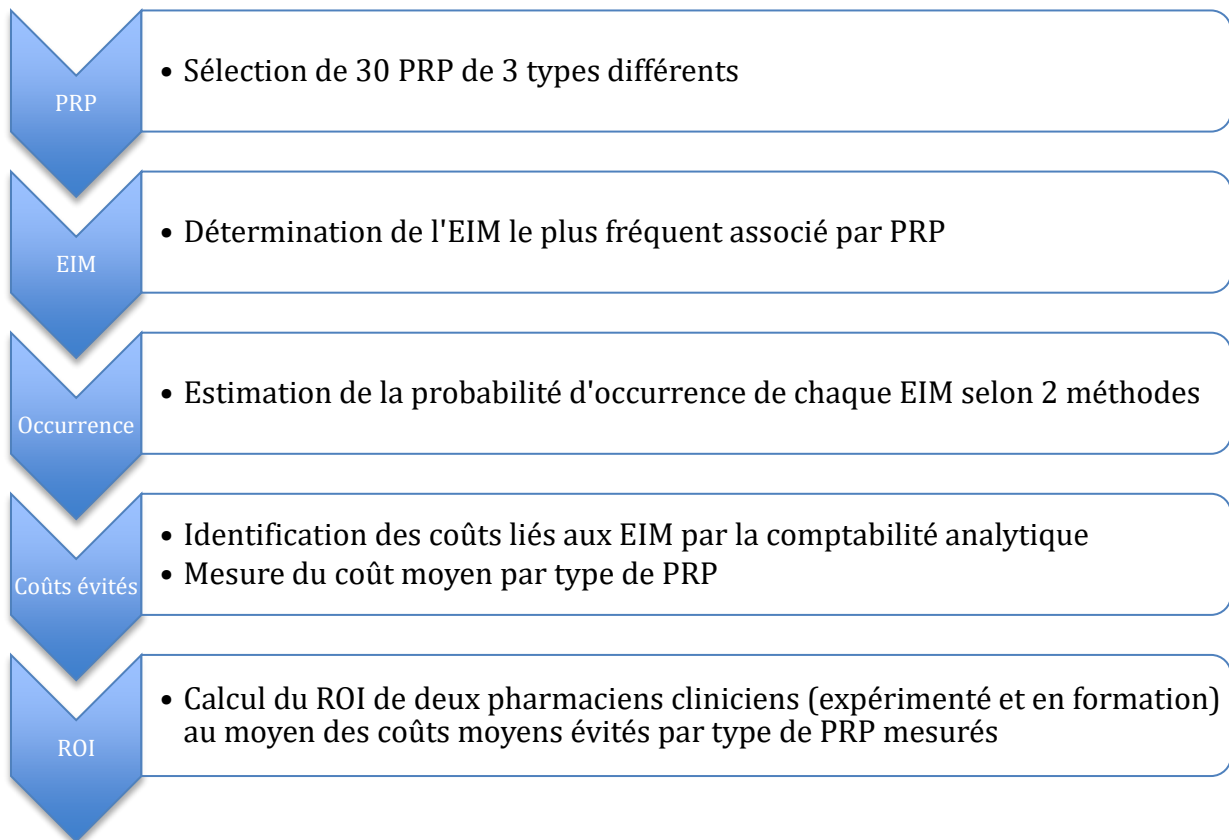 PRP
• Sélection de 30 PRP de 3 types différents
EIM
• Détermination de l'EIM le plus fréquent associé par PRP
Occurrence
• Estimation de la probabilité d'occurrence de chaque EIM selon 2 méthodes
Coûts évités
• Identification des coûts liés aux EIM par la comptabilité analytique
• Mesure du coût moyen par type de PRP
ROI
• Calcul du ROI de deux pharmaciens cliniciens (expérimenté et en formation)
au moyen des coûts moyens évités par type de PRP mesurés